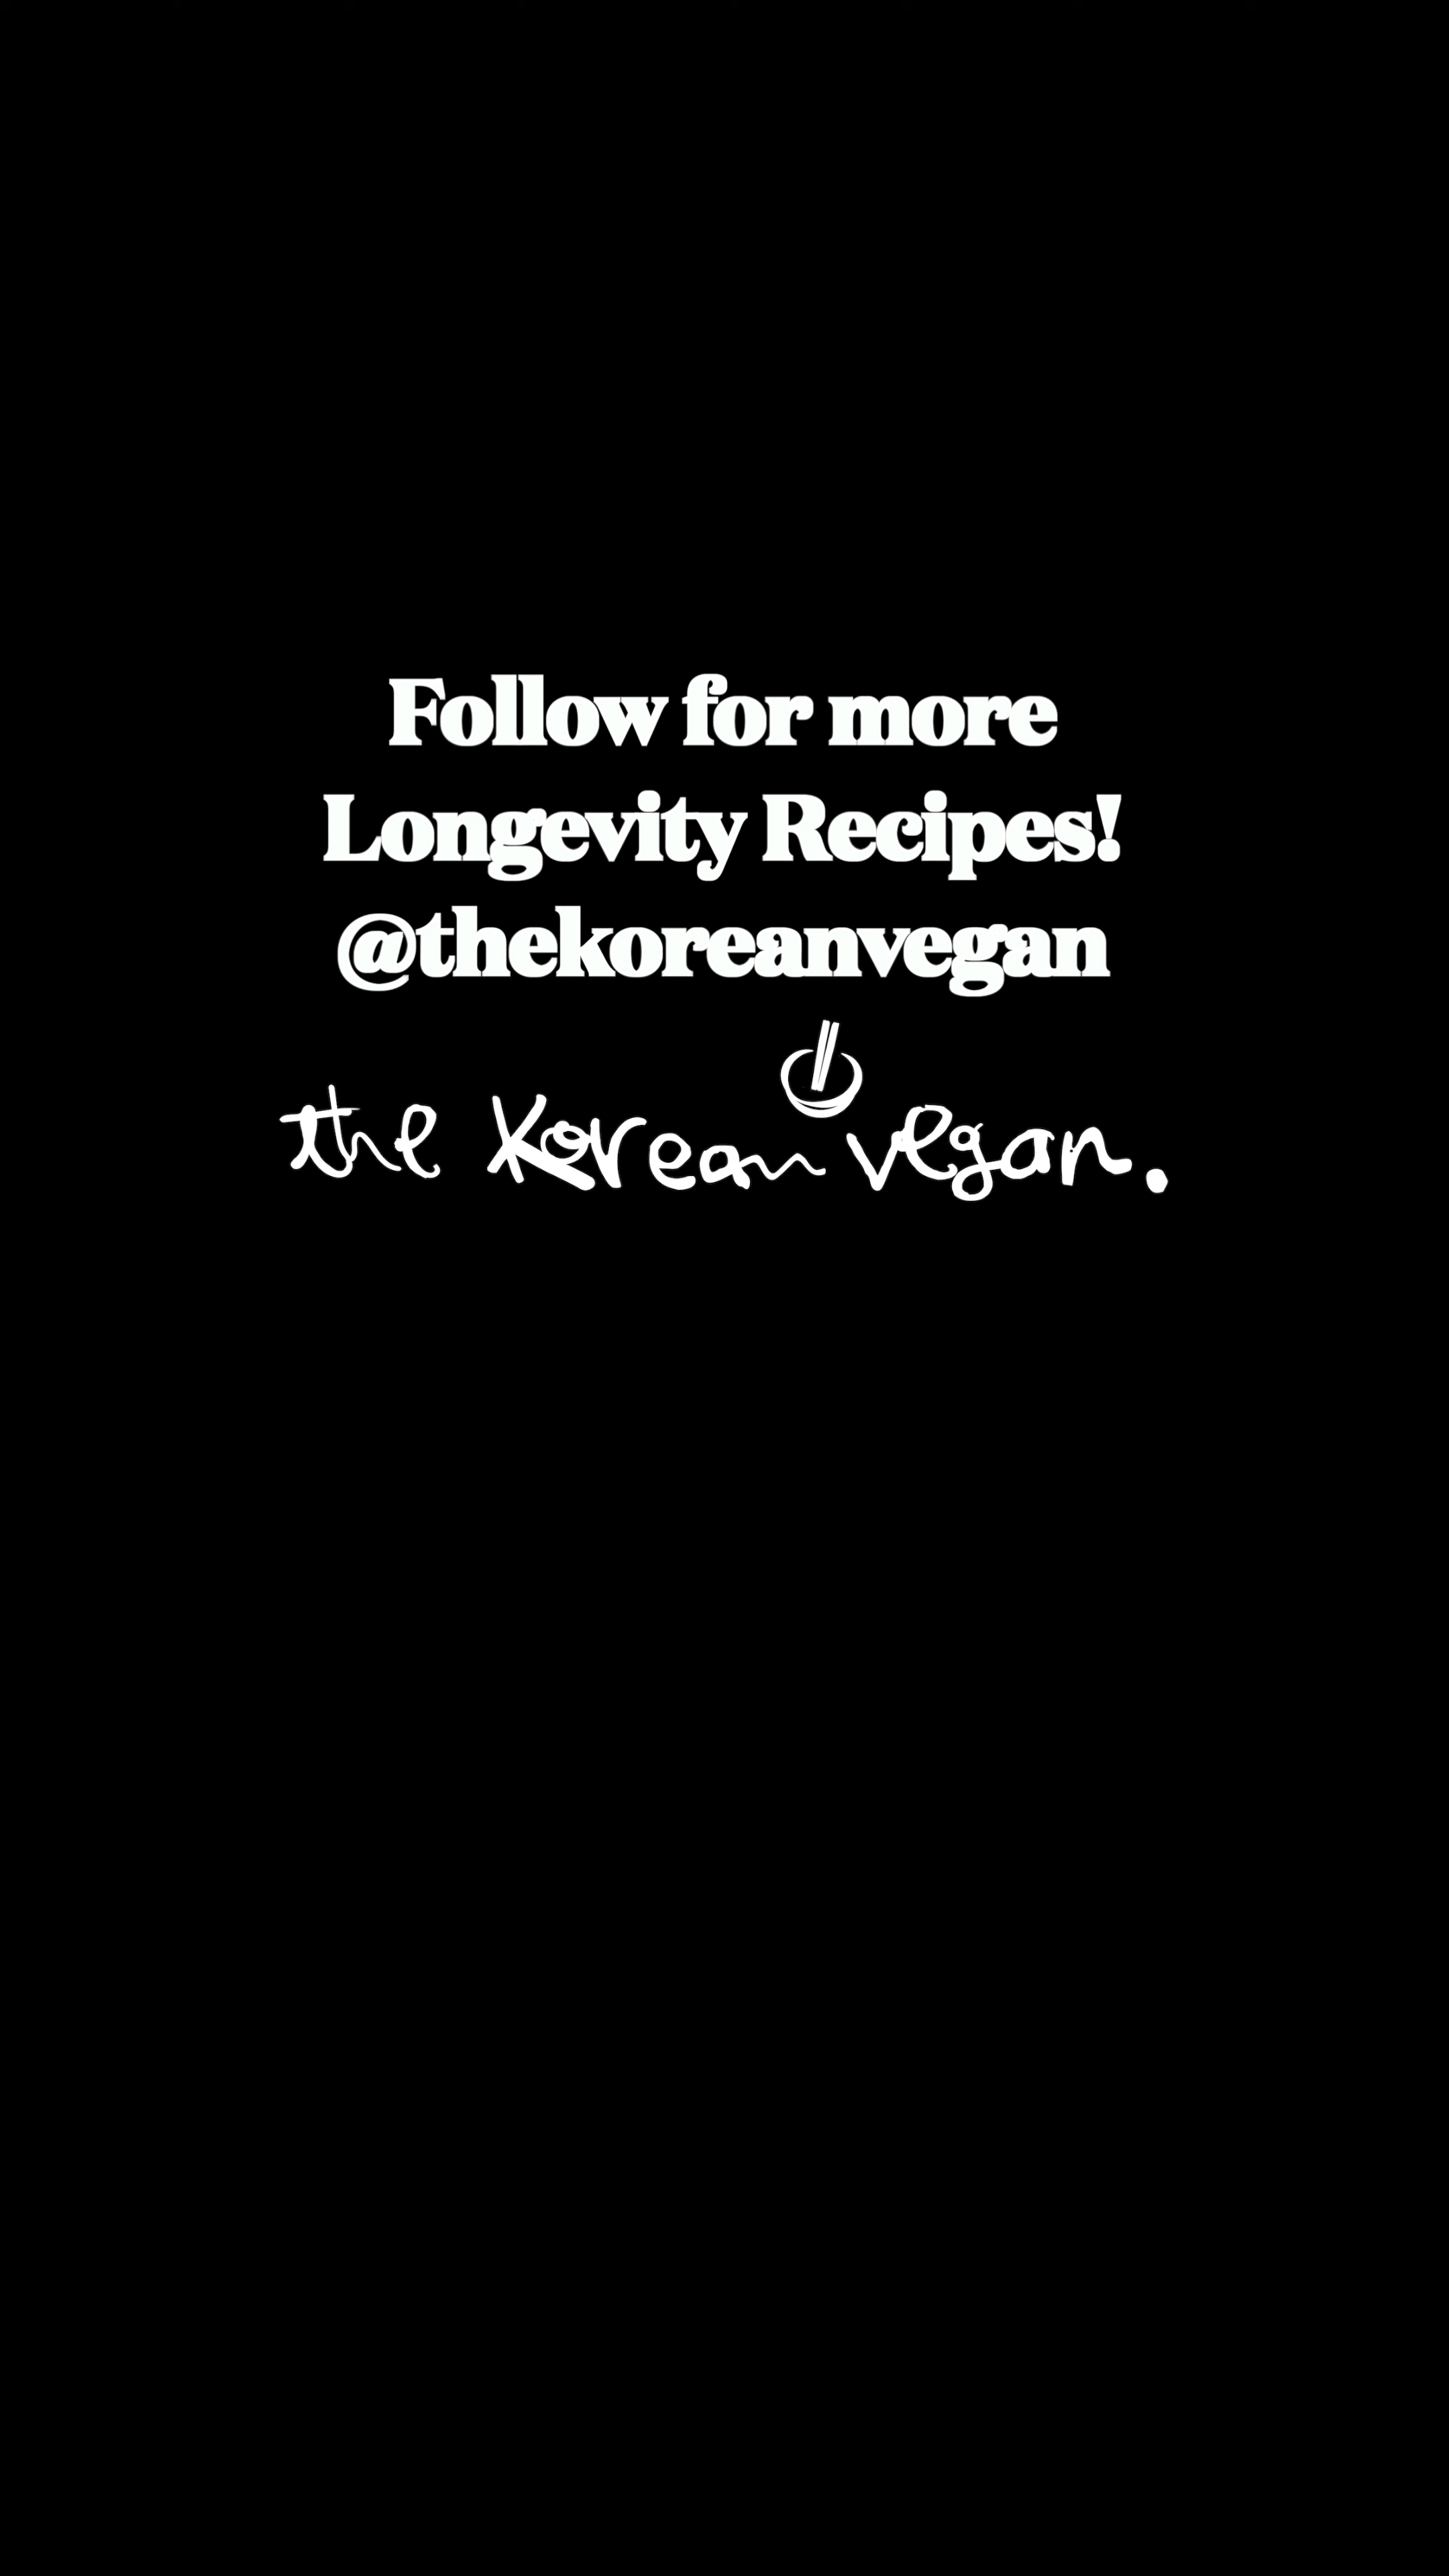 Follow for more
Longevity Recipes!
@thekoreanvegan
the Korean vegan.